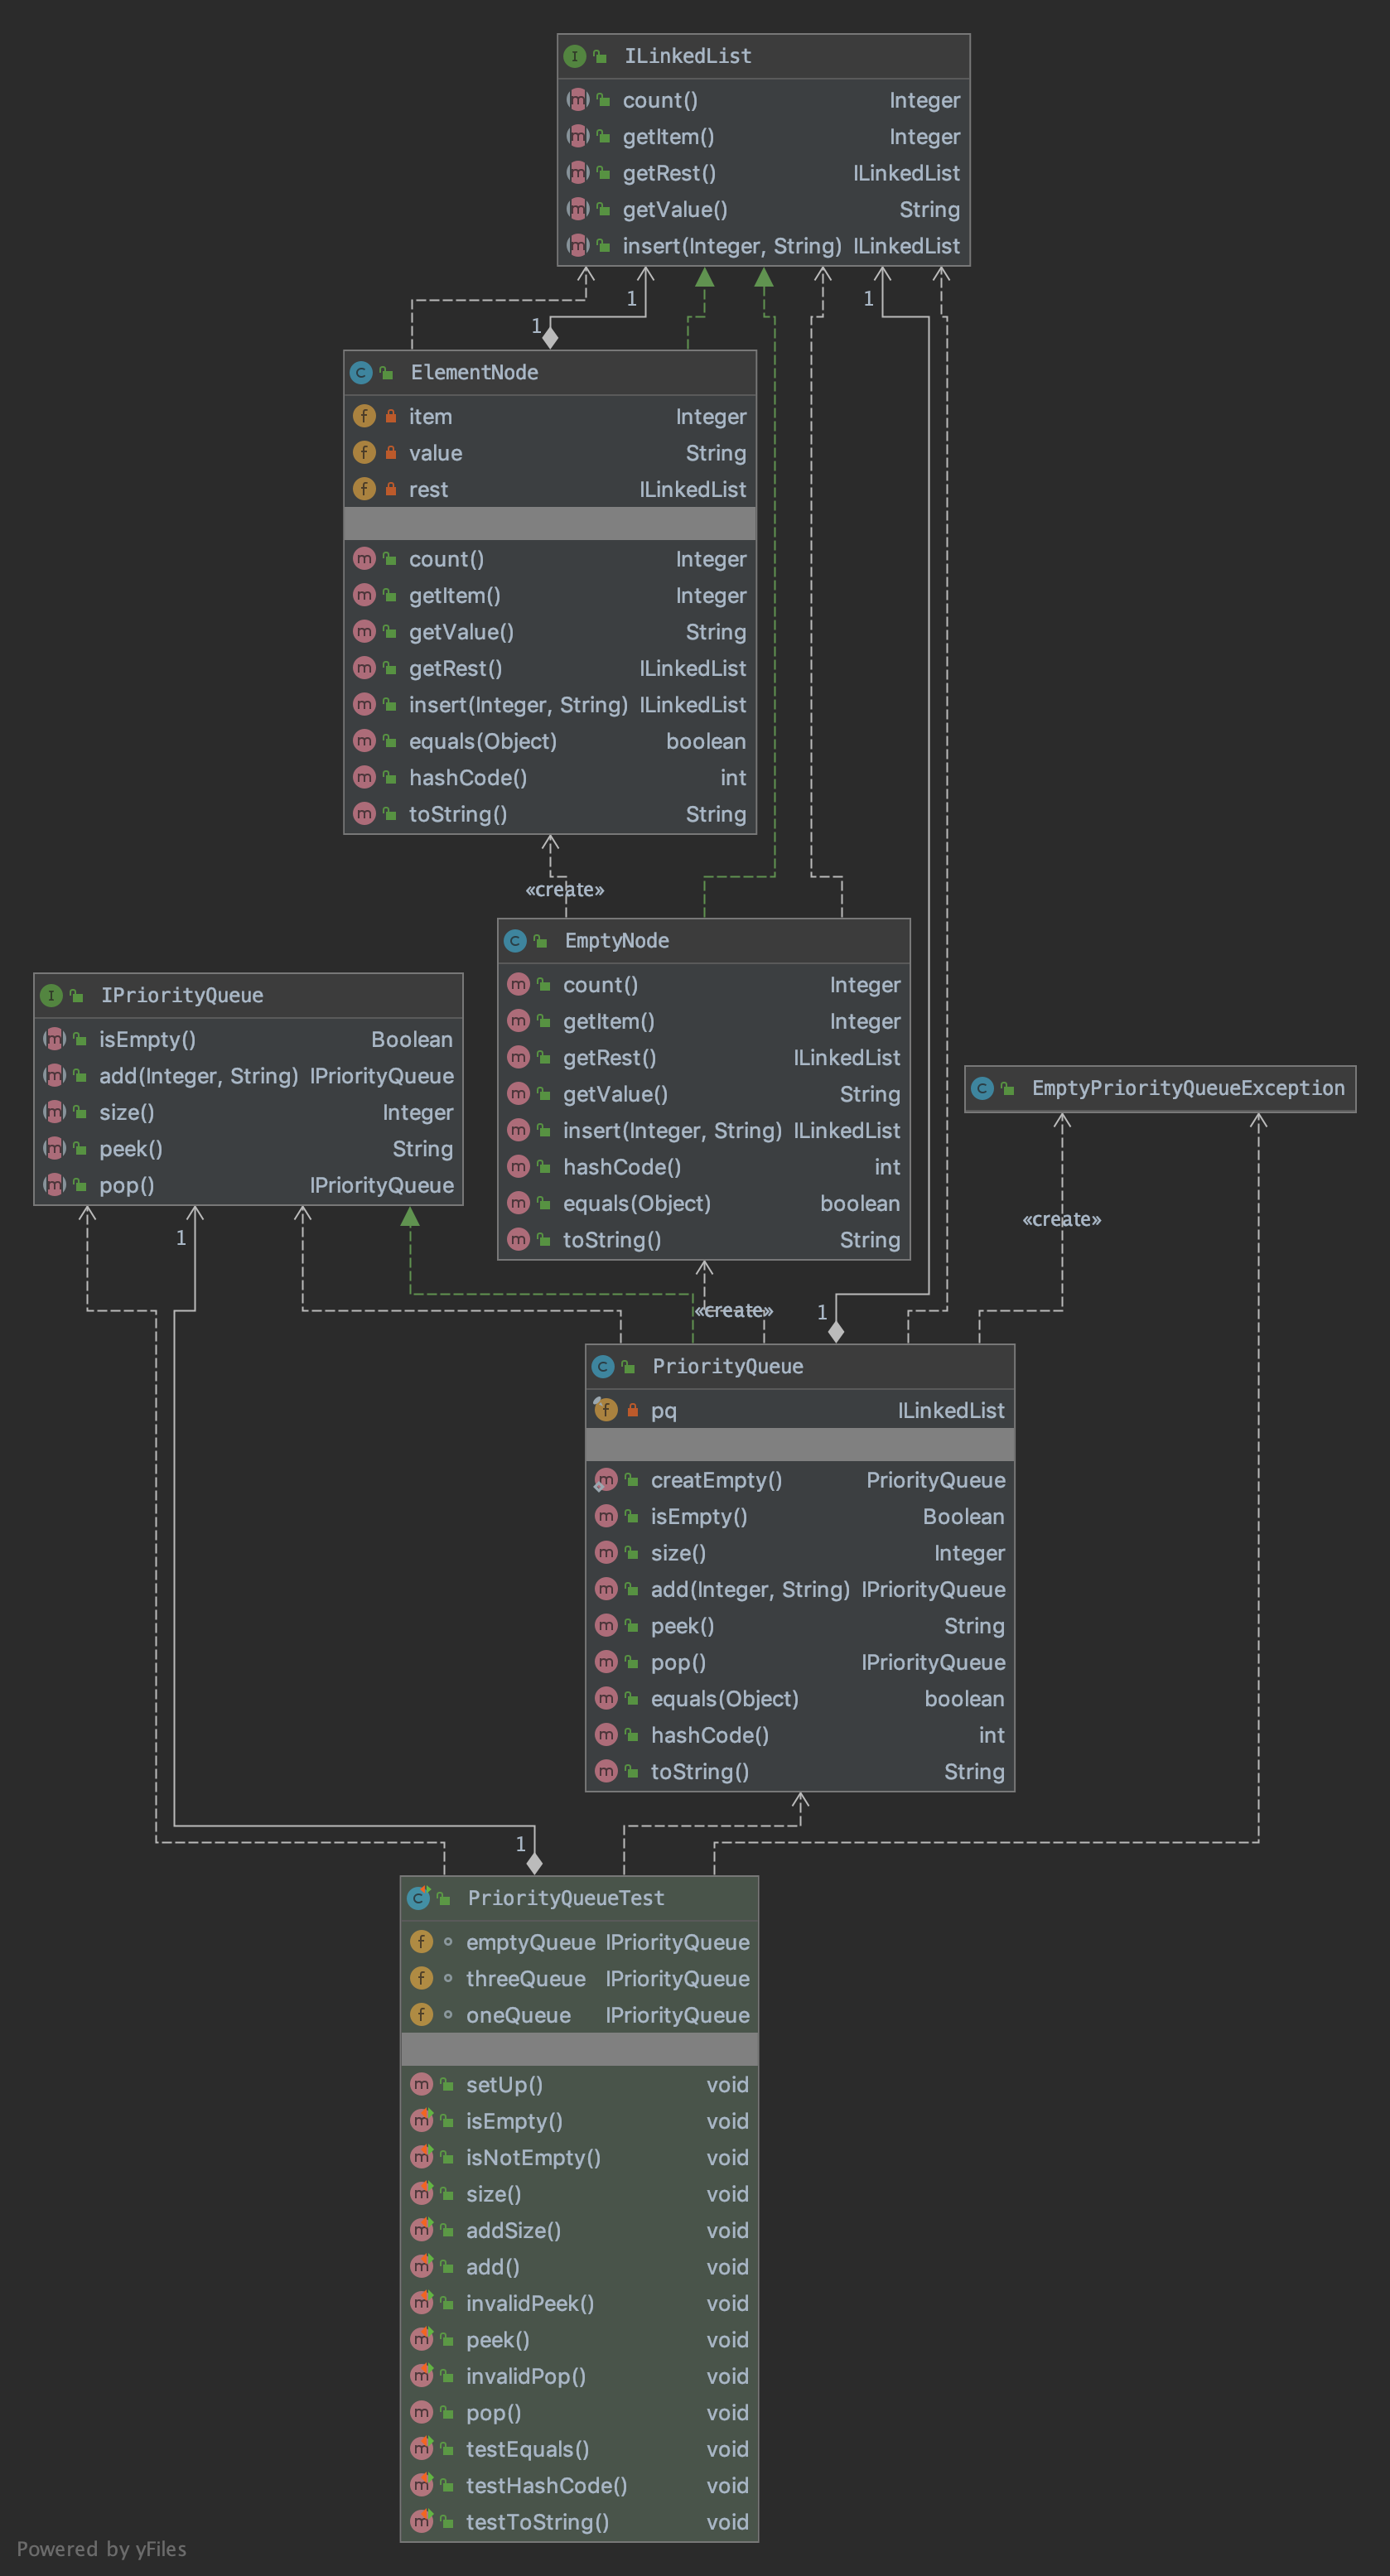 ILinkedList
count() Integer
getItem() Integer
getRest() ILinkedList
getValue() String
insert(Integer, String) ILinkedList
1
1
1
ElementNode
item Integer
value String
rest ILinkedList
count() Integer
getItem() Integer
getValue() String
getRest() ILinkedList
insert(Integer, String) ILinkedList
equals(Object) boolean
hashCode() int
toString() String
«create»
EmptyNode
count() Integer
getItem() Integer
getRest() ILinkedList
getValue() String
insert(Integer, String) ILinkedList
hashCode() int
equals(Object) boolean
toString() String
IPriorityQueue
isEmpty() Boolean
add(Integer, String) IPriorityQueue
size() Integer
peek() String
pop() IPriorityQueue
1
EmptyPriorityQueueException
«create»
«create»
1
PriorityQueue
pq ILinkedList
creatEmpty() PriorityQueue
isEmpty() Boolean
size() Integer
add(Integer, String) IPriorityQueue
peek() String
pop() IPriorityQueue
equals(Object) boolean
hashCode() int
toString() String
1
PriorityQueueTest
emptyQueue IPriorityQueue
threeQueue IPriorityQueue
oneQueue IPriorityQueue
setUp() void
isEmpty() void
isNotEmpty() void
size() void
addSize() void
add() void
invalidPeek() void
peek() void
invalidPop() void
pop() void
testEquals() void
testHashCode() void
testToString() void
Powered by yFiles